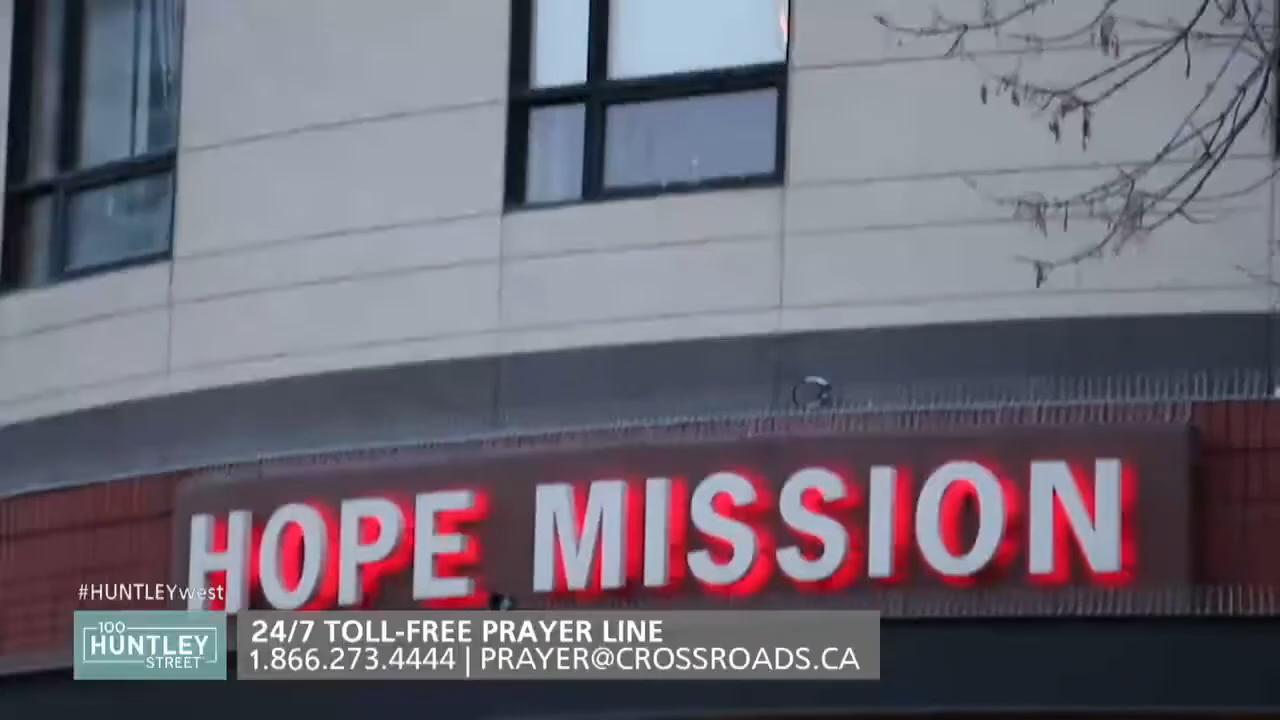 HOPE MISSION
#HUNTLEYwest
100
HUNTLEY
STREET
24/7 TOLL-FREE PRAYER LINE
1.866.273.4444 | PRAYER@CROSSROADS.CA